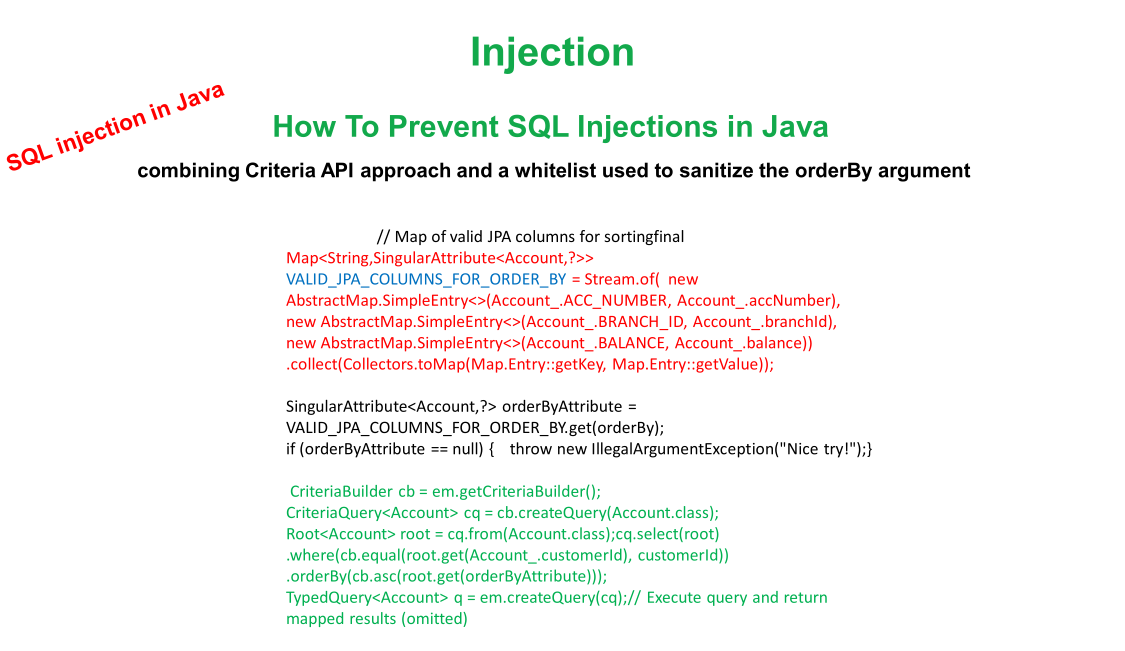 Injection
SQL injection in Java
How To Prevent SQL Injections in Java
combining Criteria API approach and a whitelist used to sanitize the orderBy argument
// Map of valid JPA columns for sortingfinal
Map<String,SingularAttribute<Account,?>>
VALID_JPA_COLUMNS_FOR_ORDER_BY = Stream.of(  new
AbstractMap.SimpleEntry<>(Account_.ACC_NUMBER, Account_.accNumber),
new AbstractMap.SimpleEntry<>(Account_.BRANCH_ID, Account_.branchId),
new AbstractMap.SimpleEntry<>(Account_.BALANCE, Account_.balance))
.collect(Collectors.toMap(Map.Entry::getKey, Map.Entry::getValue));
SingularAttribute<Account,?> orderByAttribute =
VALID_JPA_COLUMNS_FOR_ORDER_BY.get(orderBy);
if (orderByAttribute == null) {   throw new IllegalArgumentException("Nice try!");}
CriteriaBuilder cb = em.getCriteriaBuilder();
CriteriaQuery<Account> cq = cb.createQuery(Account.class);
Root<Account> root = cq.from(Account.class);cq.select(root)
.where(cb.equal(root.get(Account_.customerId), customerId))
.orderBy(cb.asc(root.get(orderByAttribute)));
TypedQuery<Account> q = em.createQuery(cq);// Execute query and return
mapped results (omitted)